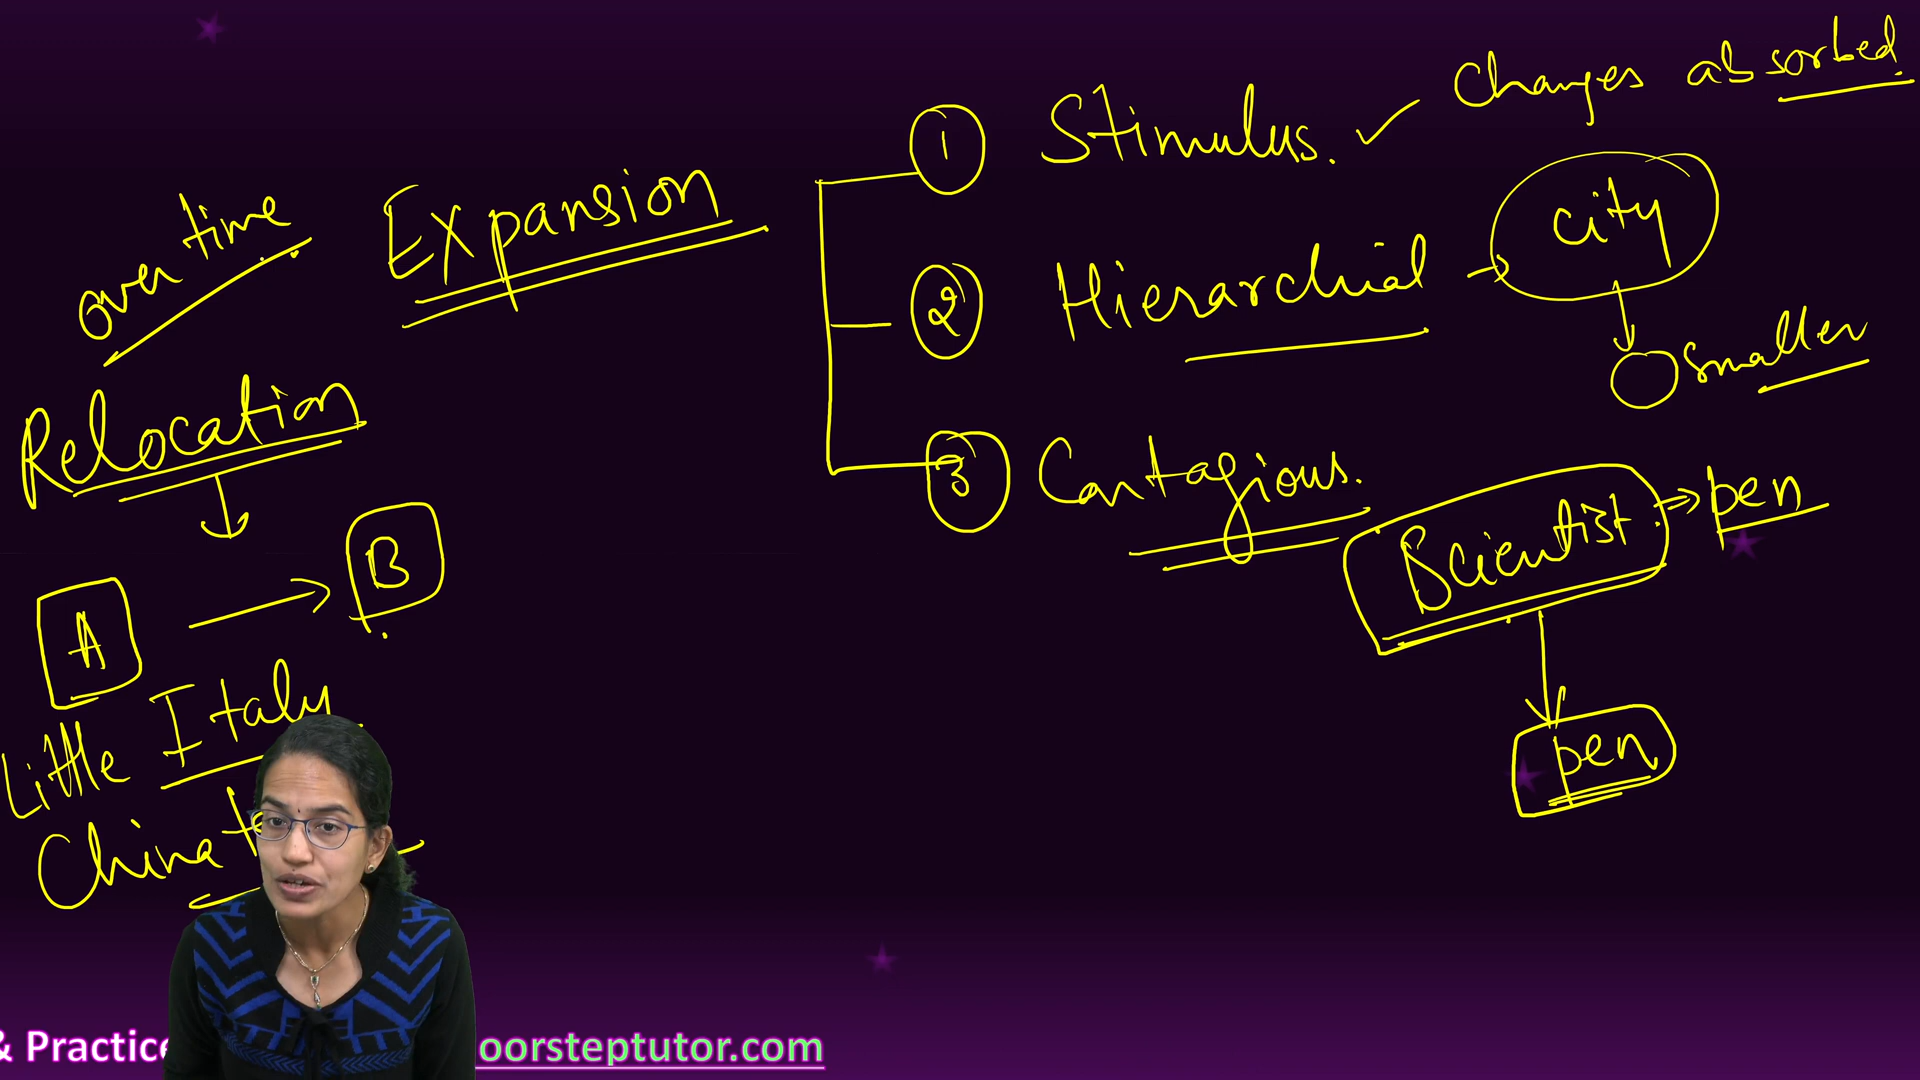 over time
Expansion
1 Stimulus. ✓ Changes absorbed.
2 Hierarchial → city
smaller
3 Contagious.
Scientist → pen
pen
Relocation
A → B
Little Italy
China
& Practice
oorsteptutor.com